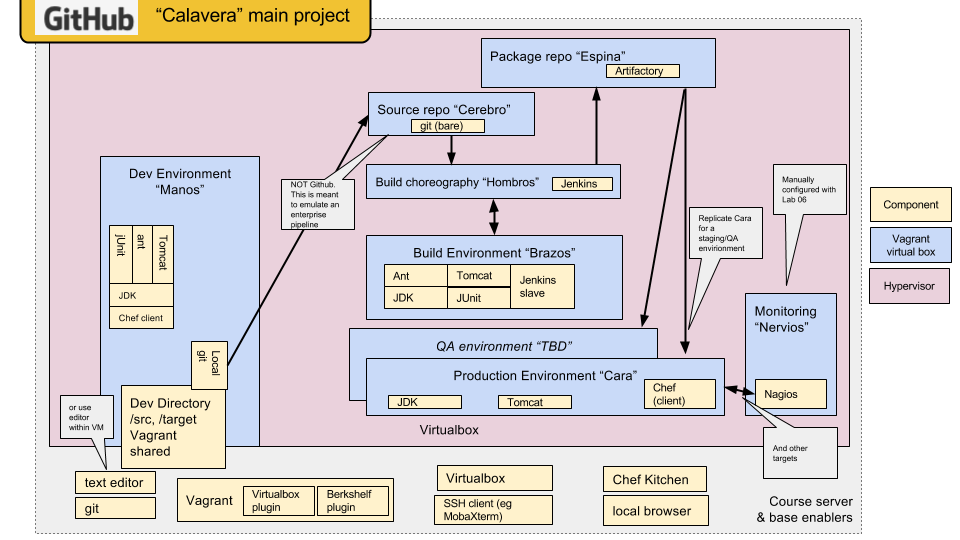 GitHub
“Calavera” main project
Package repo “Espina”
Artifactory
Source repo “Cerebro”
git (bare)
NOT Github.
This is meant
to emulate an
enterprise
pipeline
Build choreography “Hombros”
Jenkins
Manually
configured with
Lab 06
Dev Environment
“Manos”
jUnit
ant
Tomcat
JDK
Chef client
Local
git
Dev Directory
/src, /target
Vagrant
shared
or use
editor
within VM
Build Environment “Brazos”
Ant
Tomcat
JDK
JUnit
Jenkins
slave
Replicate Cara
for a
staging/QA
envirionment
QA environment “TBD”
Production Environment “Cara”
JDK
Tomcat
Chef
(client)
Monitoring
“Nervios”
Nagios
And other
targets
Virtualbox
Component
Vagrant
virtual box
Hypervisor
text editor
git
Vagrant
Virtualbox
plugin
Berkshelf
plugin
Virtualbox
SSH client (eg
MobaXterm)
Chef Kitchen
local browser
Course server
& base enablers